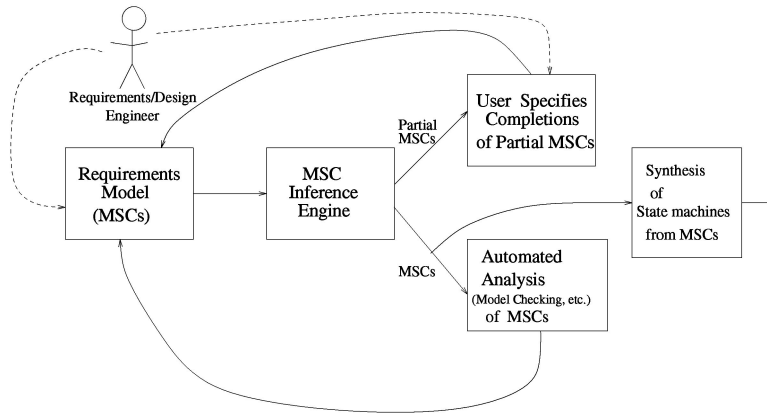 Requirements/Design
Engineer
Requirements
Model
(MSCs)
MSC
Inference
Engine
Partial
MSCs
User Specifies
Completions
of Partial MSCs
MSCs
Automated
Analysis
(Model Checking, etc.)
of MSCs
Synthesis
of
State machines
from MSCs